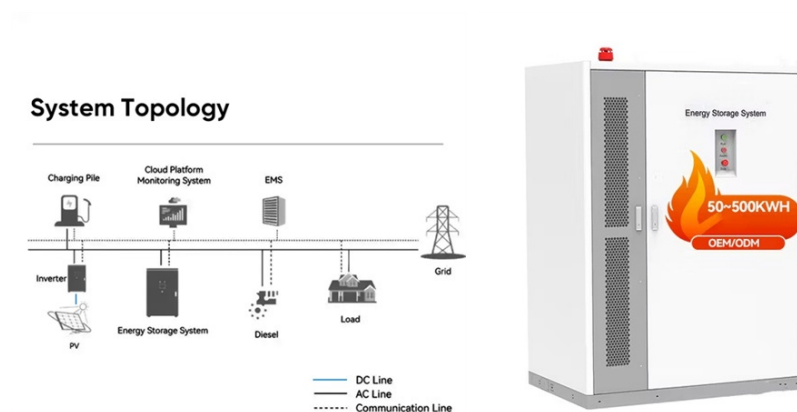 System Topology
Charging Pile
Cloud Platform
Monitoring System
EMS
Inverter
Grid
PV
Energy Storage System
Diesel
Load
DC Line
AC Line
Communication Line
Energy Storage System
50~500KWH
OEM/ODM